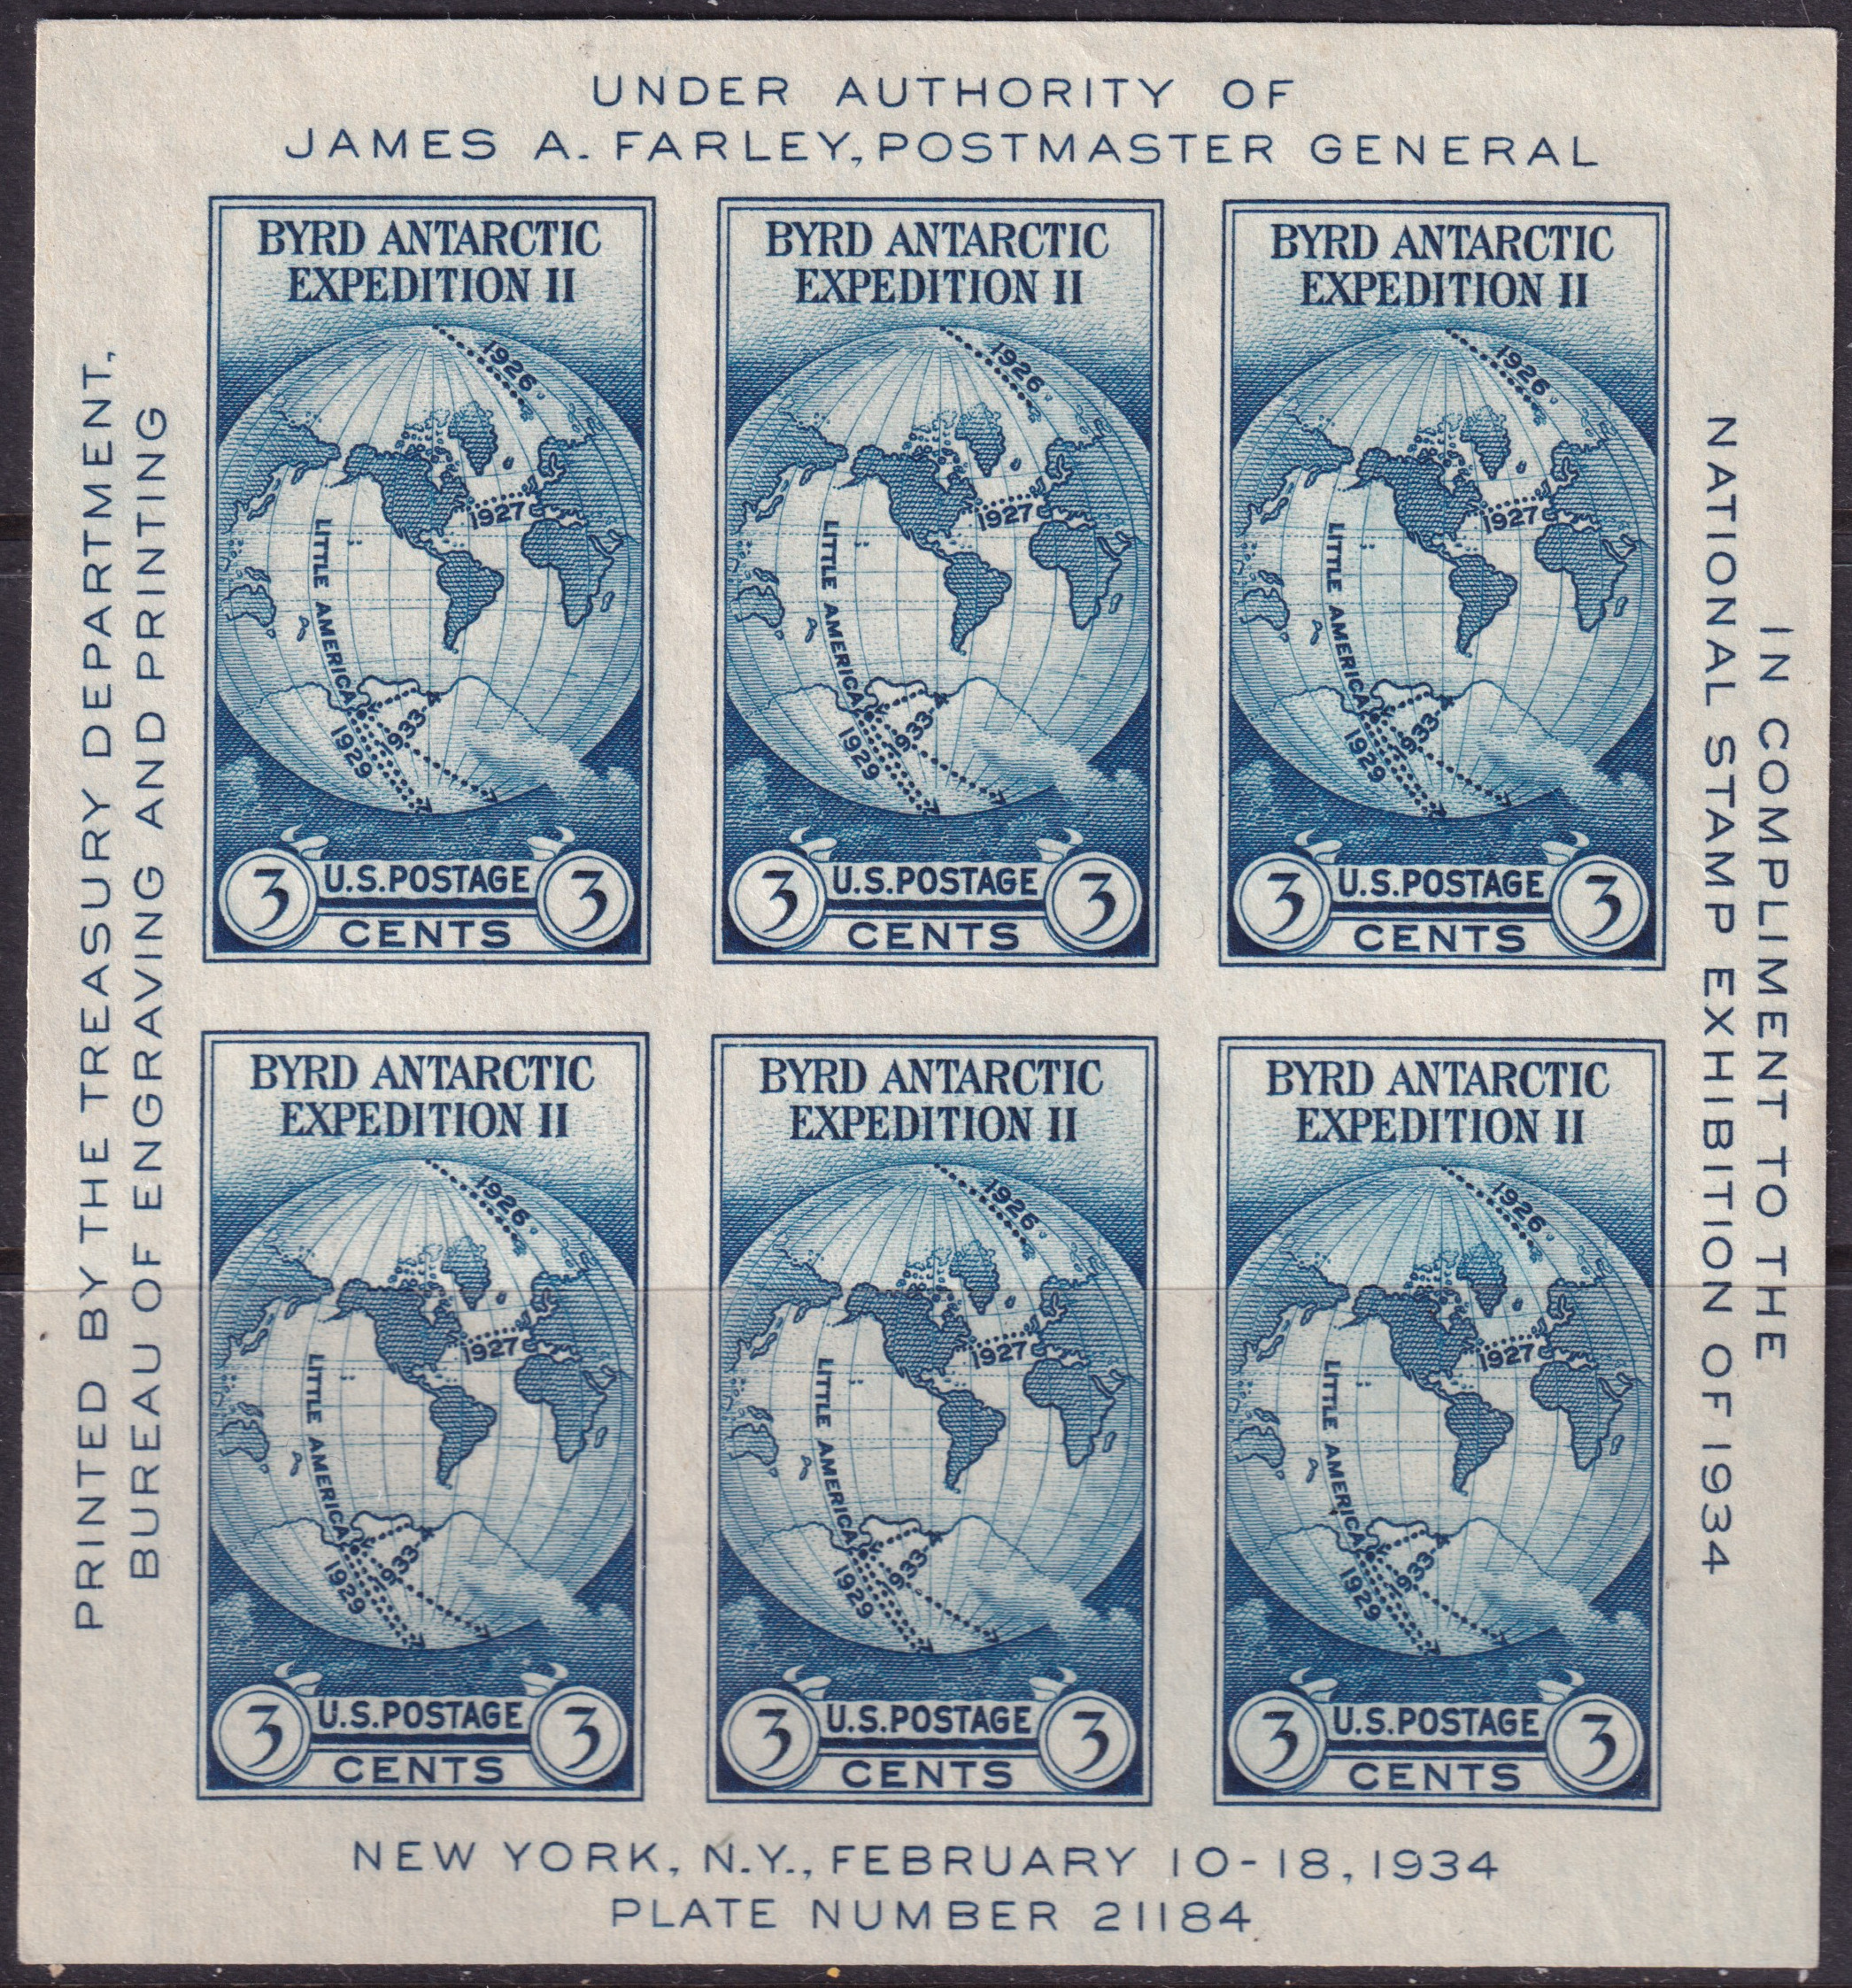 UNDER AUTHORITY OF
JAMES A. FARLEY, POSTMASTER GENERAL
PRINTED BY THE TREASURY DEPARTMENT,
BUREAU OF ENGRAVING AND PRINTING
BYRD ANTARCTIC
EXPEDITION II
1926
1927
LITTLE AMERICA
1929
1933
U.S. POSTAGE
3 3
CENTS
BYRD ANTARCTIC
EXPEDITION II
1926
1927
LITTLE AMERICA
1929
1933
U.S. POSTAGE
3 3
CENTS
BYRD ANTARCTIC
EXPEDITION II
1926
1927
LITTLE AMERICA
1929
1933
U.S. POSTAGE
3 3
CENTS
BYRD ANTARCTIC
EXPEDITION II
1926
1927
LITTLE AMERICA
1929
1933
U.S. POSTAGE
3 3
CENTS
BYRD ANTARCTIC
EXPEDITION II
1926
1927
LITTLE AMERICA
1929
1933
U.S. POSTAGE
3 3
CENTS
BYRD ANTARCTIC
EXPEDITION II
1926
1927
LITTLE AMERICA
1929
1933
U.S. POSTAGE
3 3
CENTS
IN COMPLIMENT TO THE
NATIONAL STAMP EXHIBITION OF 1934
NEW YORK, N.Y., FEBRUARY 10-18, 1934
PLATE NUMBER 21184